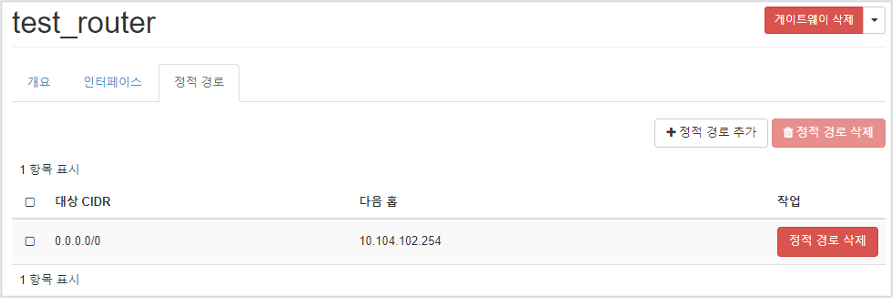 test_router
게이트웨이 삭제
개요 인터페이스 정적 경로
+ 정적 경로 추가 정적 경로 삭제
1 항목 표시
대상 CIDR 다음 홉 작업
0.0.0.0/0 10.104.102.254 정적 경로 삭제
1 항목 표시